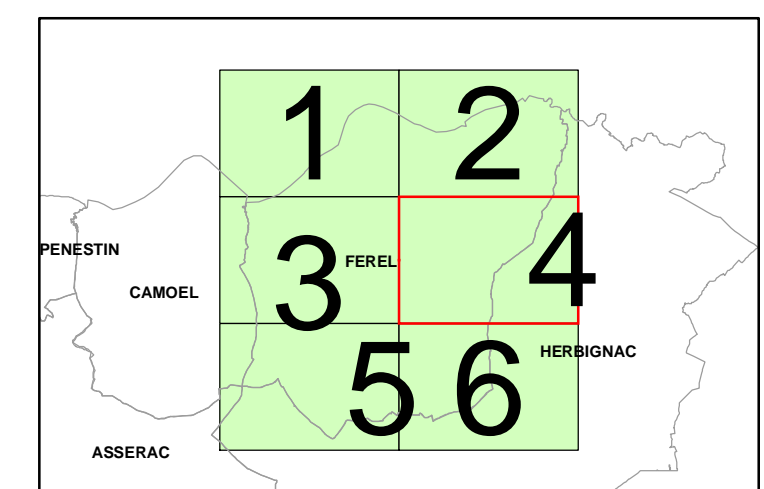 1 2
PENESTIN
3 FEREL 4
CAMOEL
HERBIGNAC
5 6
ASSERAC